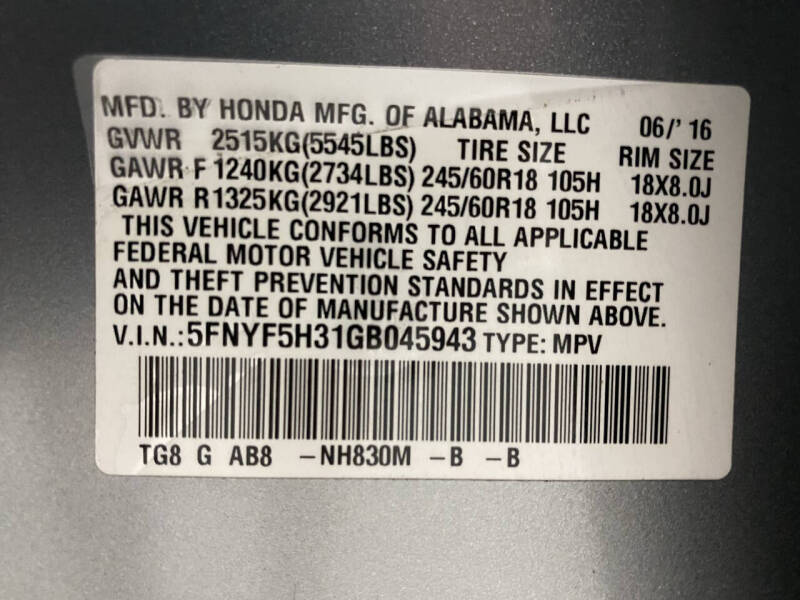 MFD. BY HONDA MFG. OF ALABAMA, LLC 06/'16
GVWR 2515KG(5545LBS) TIRE SIZE RIM SIZE
GAWR F 1240KG(2734LBS) 245/60R18 105H 18X8.0J
GAWR R 1325KG(2921LBS) 245/60R18 105H 18X8.0J
THIS VEHICLE CONFORMS TO ALL APPLICABLE
FEDERAL MOTOR VEHICLE SAFETY
AND THEFT PREVENTION STANDARDS IN EFFECT
ON THE DATE OF MANUFACTURE SHOWN ABOVE.
V.I.N.:5FNYF5H31GB045943 TYPE: MPV
TG8 G AB8 -NH830M -B -B